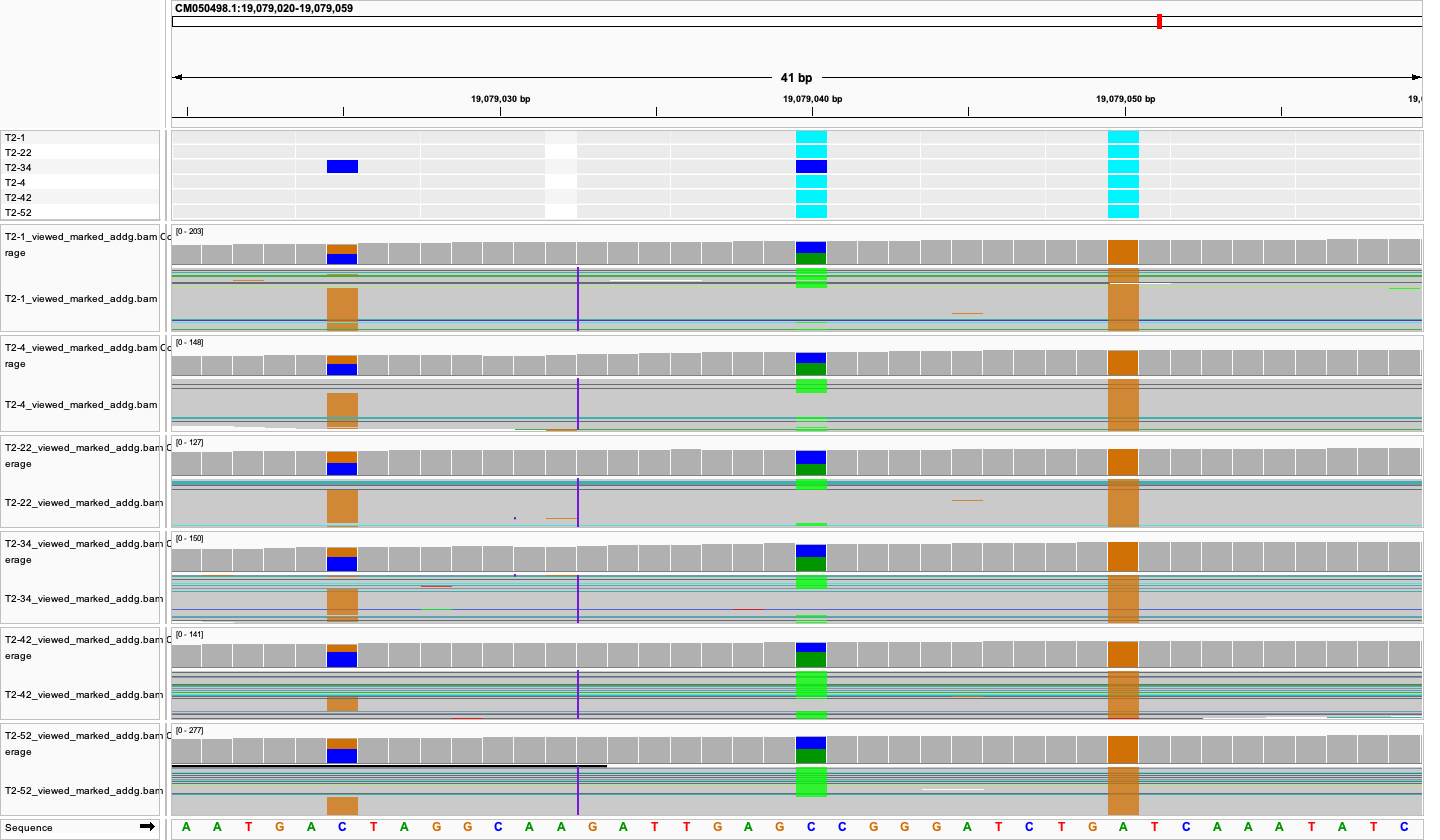 CM050498.1:19,079,020-19,079,059
41 bp
19,079,030 bp 19,079,040 bp 19,079,050 bp 19,0
T2-1
T2-22
T2-34
T2-4
T2-42
T2-52
T2-1_viewed_marked_addg.bam Co
rage
[0 - 203]
T2-1_viewed_marked_addg.bam
T2-4_viewed_marked_addg.bam Co
rage
[0 - 148]
T2-4_viewed_marked_addg.bam
T2-22_viewed_marked_addg.bam C
erage
[0 - 127]
T2-22_viewed_marked_addg.bam
T2-34_viewed_marked_addg.bam C
erage
[0 - 150]
T2-34_viewed_marked_addg.bam
T2-42_viewed_marked_addg.bam C
erage
[0 - 141]
T2-42_viewed_marked_addg.bam
T2-52_viewed_marked_addg.bam C
erage
[0 - 277]
T2-52_viewed_marked_addg.bam
Sequence A A T G A C T A G G C A A G A T T G A G C C G G G A T C T G A T C A A A T A T C